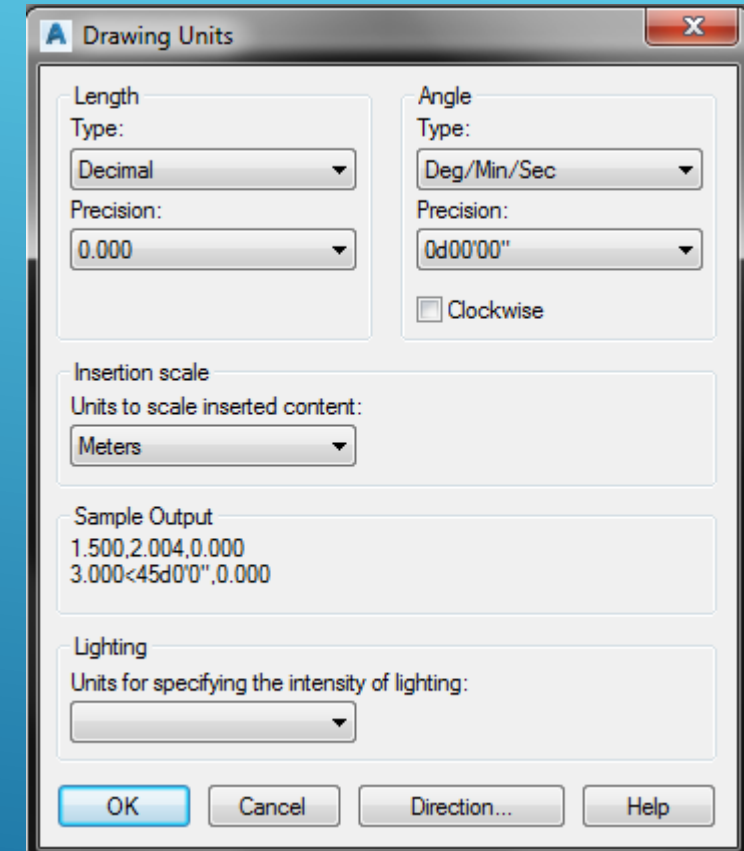 Drawing Units
Length
Type:
Decimal
Precision:
0.000
Angle
Type:
Deg/Min/Sec
Precision:
0d00'00"
Clockwise
Insertion scale
Units to scale inserted content:
Meters
Sample Output
1.500,2.004,0.000
3.000<45d0'0",0.000
Lighting
Units for specifying the intensity of lighting:
OK Cancel Direction... Help